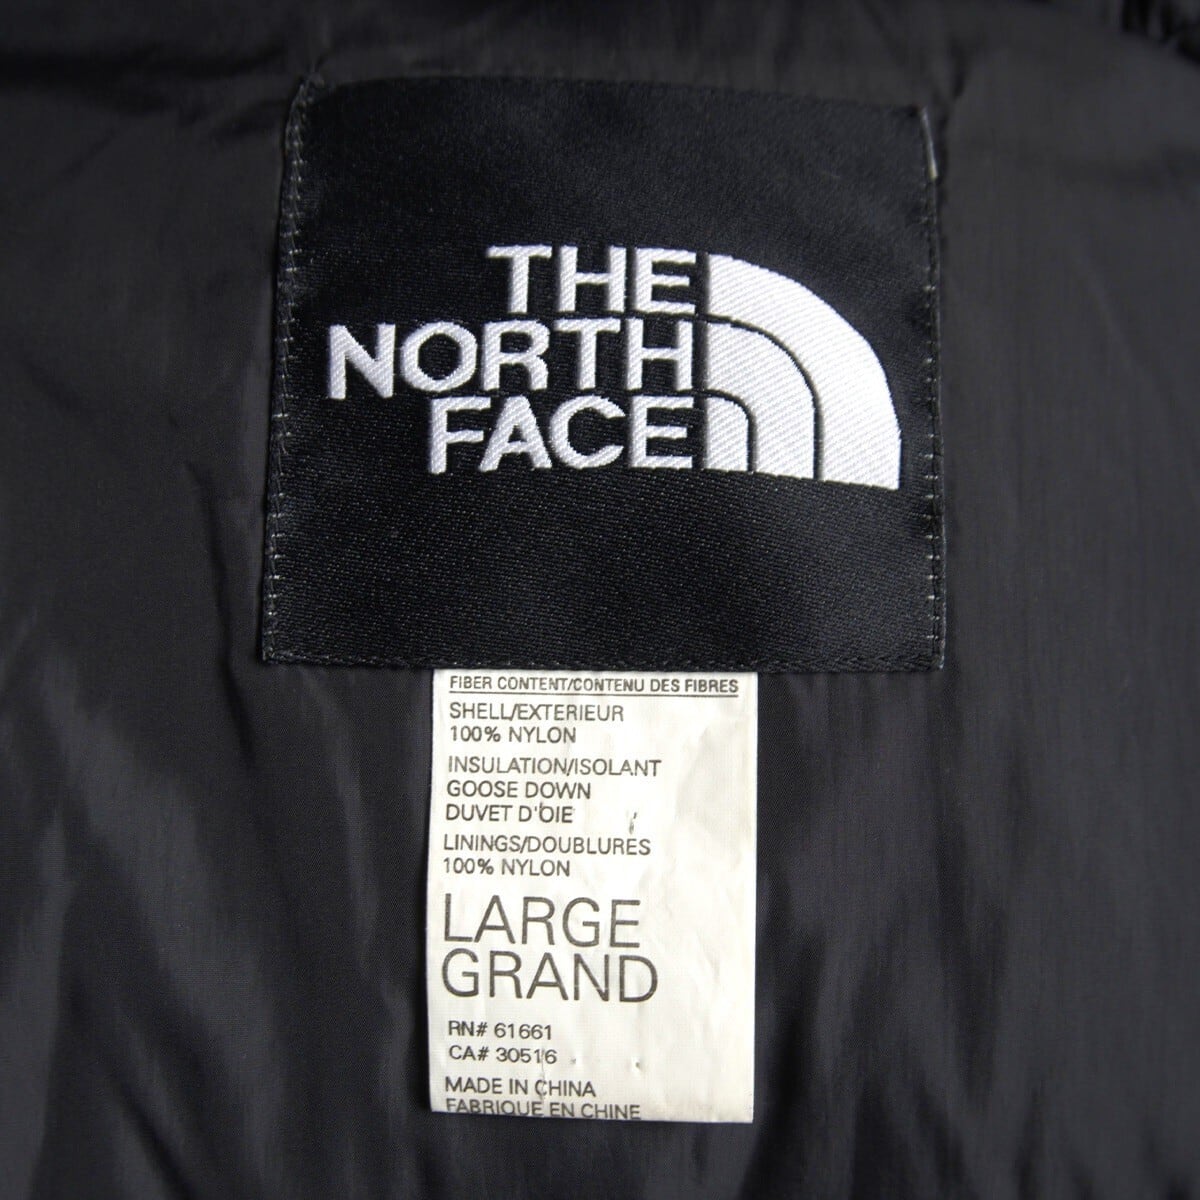 THE
NORTH
FACE
FIBER CONTENT/CONTENU DES FIBRES
SHELL/EXTERIEUR
100% NYLON
INSULATION/ISOLANT
GOOSE DOWN
DUVET D'OIE
LININGS/DOUBLURES
100% NYLON
LARGE
GRAND
RN# 61661
CA# 30516
MADE IN CHINA
FABRIQUE EN CHINE